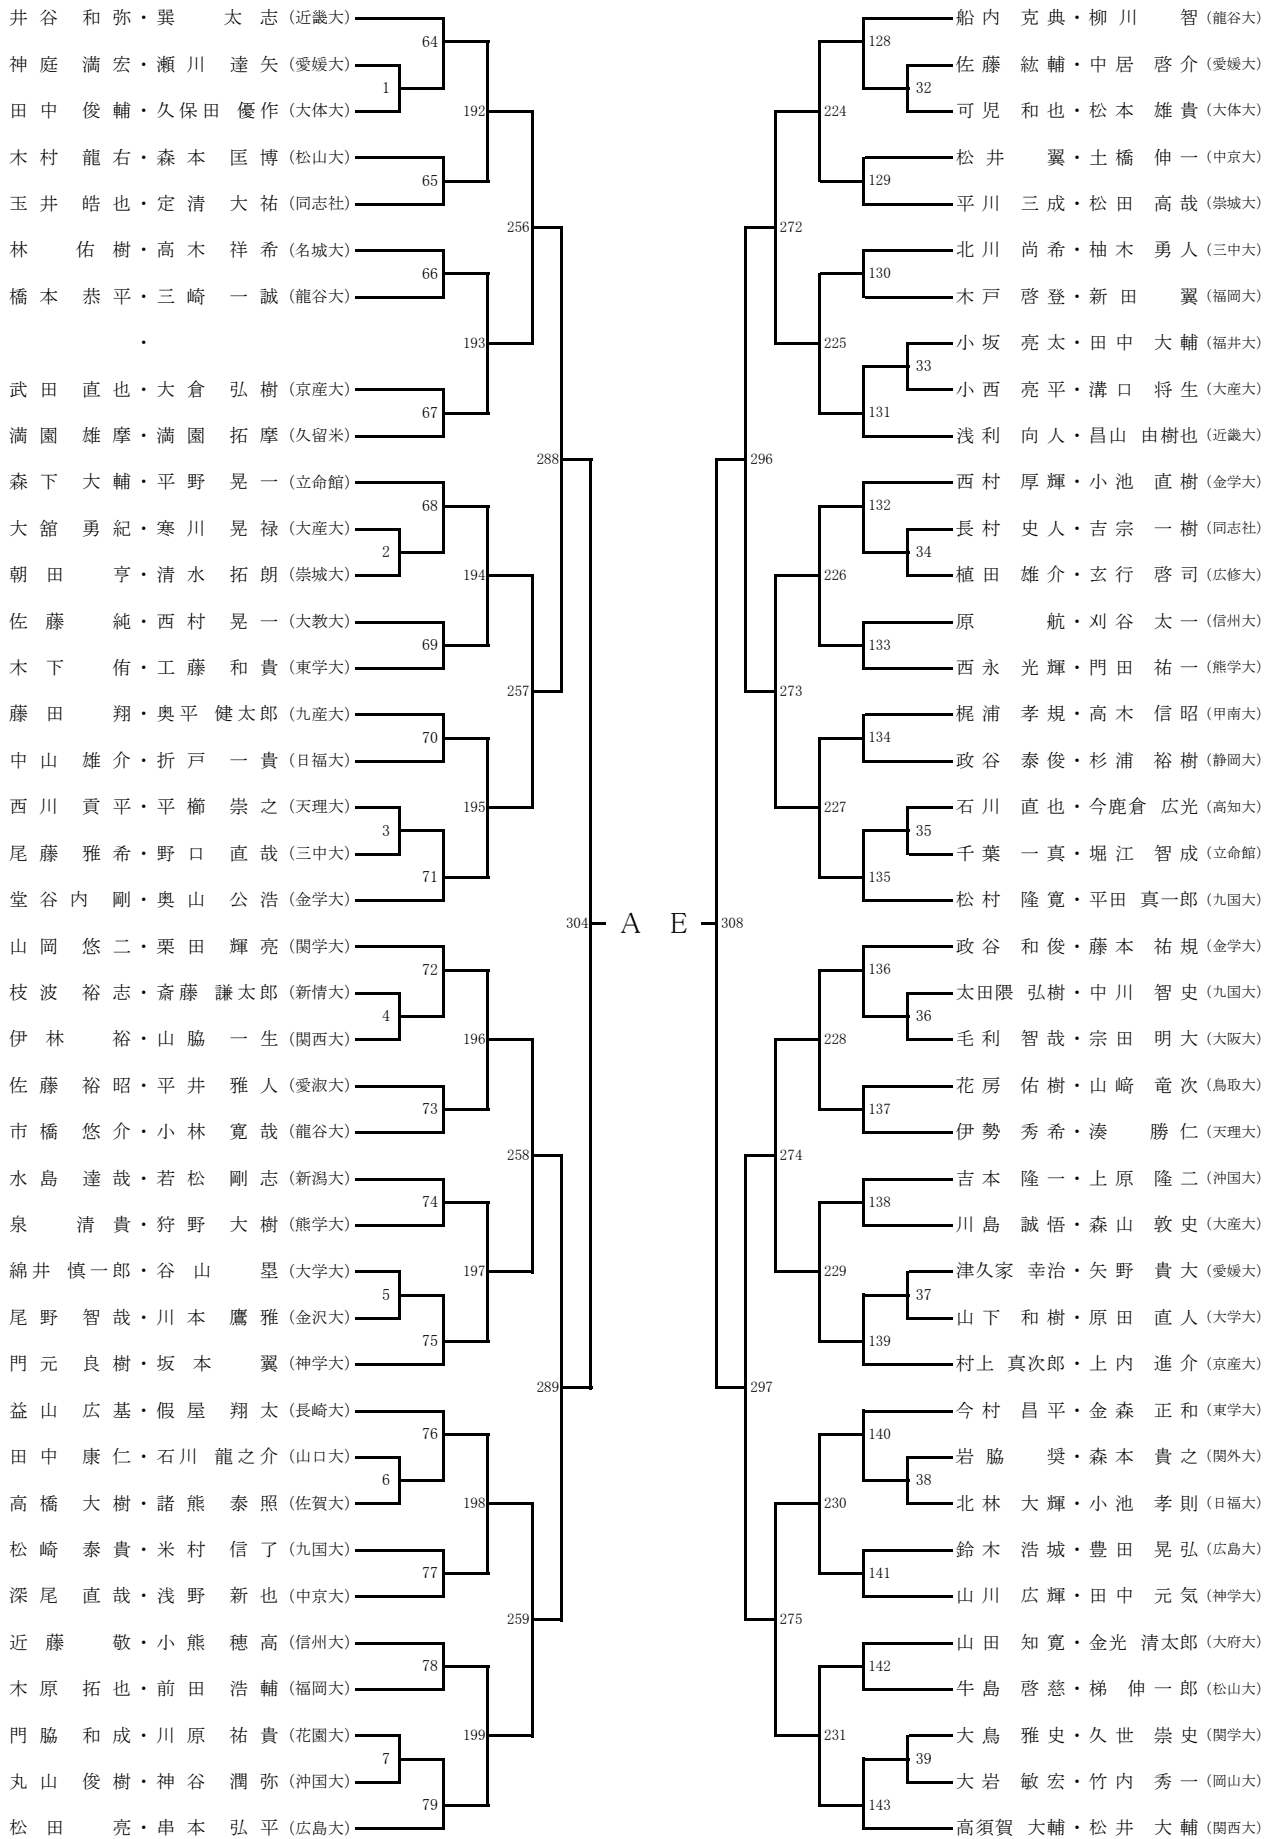 井谷 和弥・巽 太志 (近畿大)
64
神庭 満宏・瀬川 達矢 (愛媛大)
1
田中 俊輔・久保田 優作 (大体大)
192
木村 龍右・森本 匡博 (松山大)
65
玉井 皓也・定清 大祐 (同志社)
256
林 佑樹・高木 祥希 (名城大)
66
橋本 恭平・三崎 一誠 (龍谷大)
・
193
武田 直也・大倉 弘樹 (京産大)
67
満園 雄摩・満園 拓摩 (久留米)
288
森下 大輔・平野 晃一 (立命館)
68
大舘 勇紀・寒川 晃禄 (大産大)
2
朝田 亨・清水 拓朗 (崇城大)
194
佐藤 純・西村 晃一 (大教大)
69
木下 侑・工藤 和貴 (東学大)
257
藤田 翔・奥平 健太郎 (九産大)
70
中山 雄介・折戸 一貴 (日福大)
西川 貢平・平櫛 崇之 (天理大)
195
3
尾藤 雅希・野口 直哉 (三中大)
71
堂谷内 剛・奥山 公浩 (金学大)
304 A
山岡 悠二・栗田 輝亮 (関学大)
72
枝波 裕志・斎藤 謙太郎 (新情大)
4
伊林 裕・山脇 一生 (関西大)
196
佐藤 裕昭・平井 雅人 (愛淑大)
73
市橋 悠介・小林 寛哉 (龍谷大)
258
水島 達哉・若松 剛志 (新潟大)
74
泉 清貴・狩野 大樹 (熊学大)
綿井 慎一郎・谷山 塁 (大学大)
197
5
尾野 智哉・川本 鷹雅 (金沢大)
75
門元 良樹・坂本 翼 (神学大)
289
益山 広基・假屋 翔太 (長崎大)
76
田中 康仁・石川 龍之介 (山口大)
6
高橋 大樹・諸熊 泰照 (佐賀大)
198
松崎 泰貴・米村 信了 (九国大)
77
深尾 直哉・浅野 新也 (中京大)
259
近藤 敬・小熊 穂高 (信州大)
78
木原 拓也・前田 浩輔 (福岡大)
門脇 和成・川原 祐貴 (花園大)
199
7
丸山 俊樹・神谷 潤弥 (沖国大)
79
松田 亮・串本 弘平 (広島大)
船内 克典・柳川 智 (龍谷大)
128
佐藤 紘輔・中居 啓介 (愛媛大)
32
可児 和也・松本 雄貴 (大体大)
224
松井 翼・土橋 伸一 (中京大)
129
平川 三成・松田 高哉 (崇城大)
272
北川 尚希・柚木 勇人 (三中大)
130
木戸 啓登・新田 翼 (福岡大)
小坂 亮太・田中 大輔 (福井大)
225
33
小西 亮平・溝口 将生 (大産大)
131
浅利 向人・昌山 由樹也 (近畿大)
296
西村 厚輝・小池 直樹 (金学大)
132
長村 史人・吉宗 一樹 (同志社)
34
植田 雄介・玄行 啓司 (広修大)
226
原 航・刈谷 太一 (信州大)
133
西永 光輝・門田 祐一 (熊学大)
273
梶浦 孝規・高木 信昭 (甲南大)
134
政谷 泰俊・杉浦 裕樹 (静岡大)
石川 直也・今鹿倉 広光 (高知大)
227
35
千葉 一真・堀江 智成 (立命館)
135
松村 隆寛・平田 真一郎 (九国大)
E 308
政谷 和俊・藤本 祐規 (金学大)
136
太田隈 弘樹・中川 智史 (九国大)
36
毛利 智哉・宗田 明大 (大阪大)
228
花房 佑樹・山﨑 竜次 (鳥取大)
137
伊勢 秀希・湊 勝仁 (天理大)
274
吉本 隆一・上原 隆二 (沖国大)
138
川島 誠悟・森山 敦史 (大産大)
津久家 幸治・矢野 貴大 (愛媛大)
229
37
山下 和樹・原田 直人 (大学大)
139
村上 真次郎・上内 進介 (京産大)
297
今村 昌平・金森 正和 (東学大)
140
岩脇 奨・森本 貴之 (関外大)
38
北林 大輝・小池 孝則 (日福大)
230
鈴木 浩城・豊田 晃弘 (広島大)
141
山川 広輝・田中 元気 (神学大)
275
山田 知寛・金光 清太郎 (大府大)
142
牛島 啓慈・梯 伸一郎 (松山大)
大鳥 雅史・久世 崇史 (関学大)
231
39
大岩 敏宏・竹内 秀一 (岡山大)
143
高須賀 大輔・松井 大輔 (関西大)